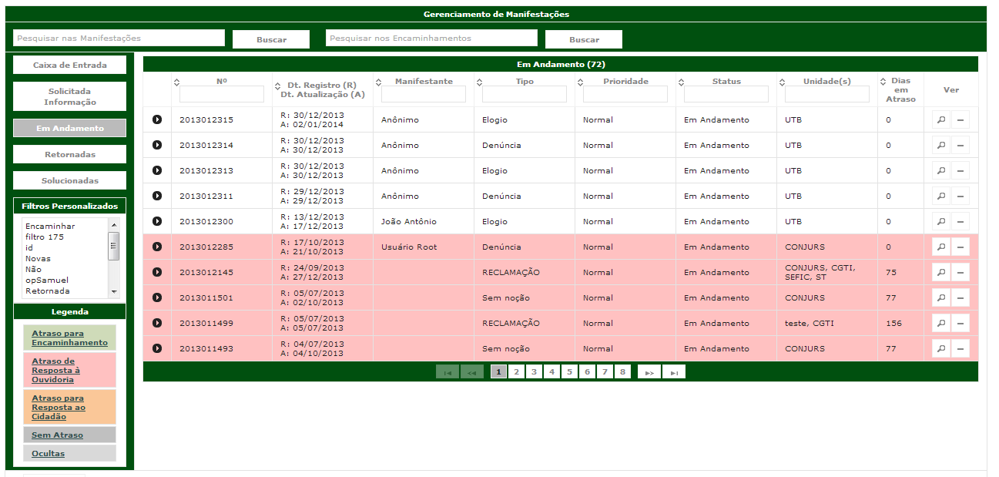 Gerenciamento de Manifestações
Pesquisar nas Manifestações Buscar Pesquisar nos Encaminhamentos Buscar
Caixa de Entrada
Solicitada
Informação
Em Andamento
Retornadas
Solucionadas
Filtros Personalizados
Encaminhar
filtro 175
id
Novas
Não
opSamuel
Retornada
Legenda
Atraso para
Encaminhamento
Atraso de
Resposta à
Ouvidoria
Atraso para
Resposta ao
Cidadão
Sem Atraso
Ocultas
Em Andamento (72)
Nº Dt. Registro (R) Dt. Atualização (A) Manifestante Tipo Prioridade Status Unidade(s) Dias em Atraso Ver
2013012315 R: 30/12/2013 A: 02/01/2014 Anônimo Elogio Normal Em Andamento UTB 0
2013012314 R: 30/12/2013 A: 30/12/2013 Anônimo Denúncia Normal Em Andamento UTB 0
2013012313 R: 30/12/2013 A: 30/12/2013 Anônimo Elogio Normal Em Andamento UTB 0
2013012311 R: 29/12/2013 A: 29/12/2013 Anônimo Denúncia Normal Em Andamento UTB 0
2013012300 R: 13/12/2013 A: 17/12/2013 João Antônio Elogio Normal Em Andamento UTB 0
2013012285 R: 17/10/2013 A: 21/10/2013 Usuário Root Denúncia Normal Em Andamento CONJURS 0
2013012145 R: 24/09/2013 A: 27/12/2013 RECLAMAÇÃO Normal Em Andamento CONJURS, CGTI, SEFIC, ST 75
2013011501 R: 05/07/2013 A: 02/10/2013 Sem noção Normal Em Andamento CONJURS 77
2013011499 R: 05/07/2013 A: 05/07/2013 RECLAMAÇÃO Normal Em Andamento teste, CGTI 156
2013011493 R: 04/07/2013 A: 04/10/2013 Sem noção Normal Em Andamento CONJURS 77
1 2 3 4 5 6 7 8